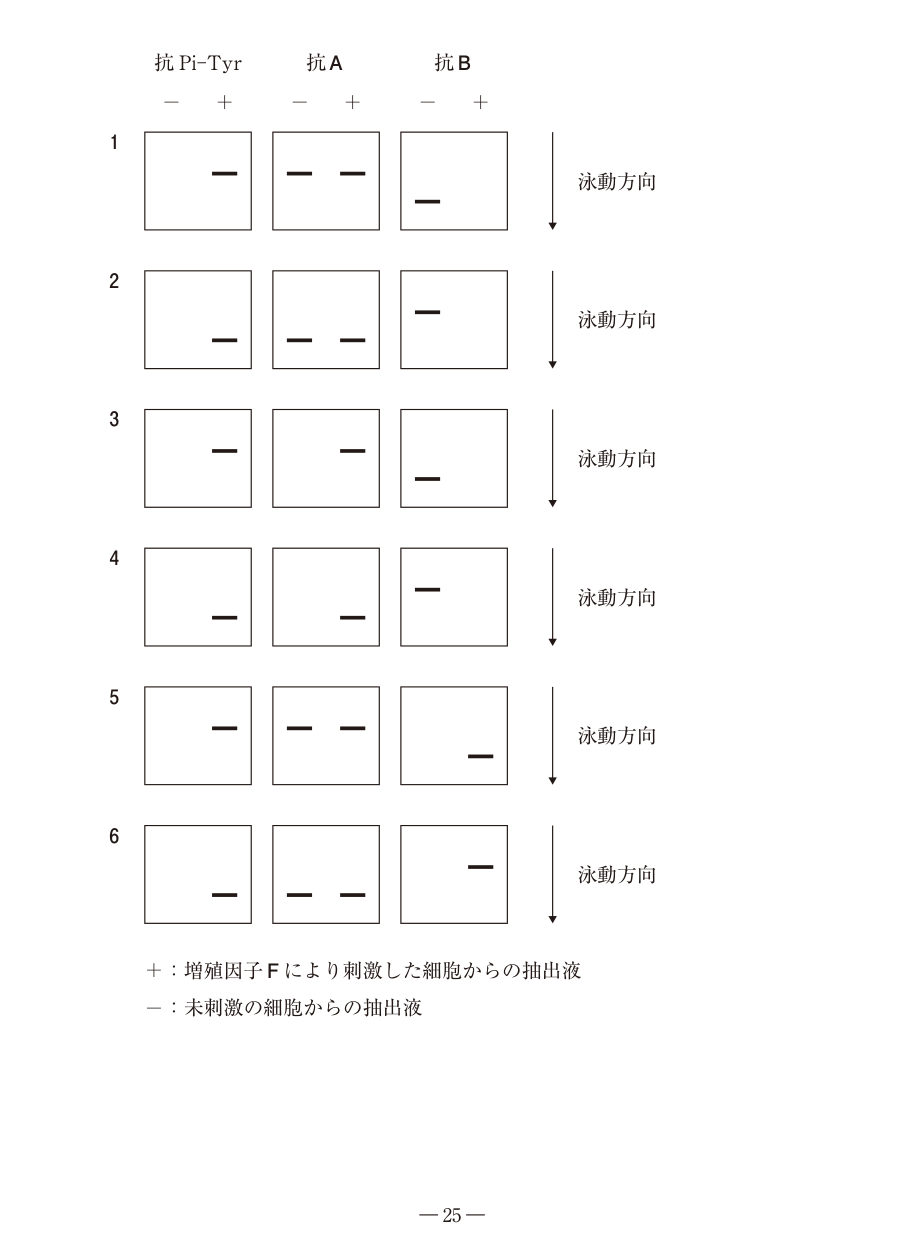 抗 Pi-Tyr 抗A 抗B
－ ＋ － ＋ － ＋
1 泳動方向
2 泳動方向
3 泳動方向
4 泳動方向
5 泳動方向
6 泳動方向
＋：増殖因子Fにより刺激した細胞からの抽出液
－：未刺激の細胞からの抽出液
― 25 ―